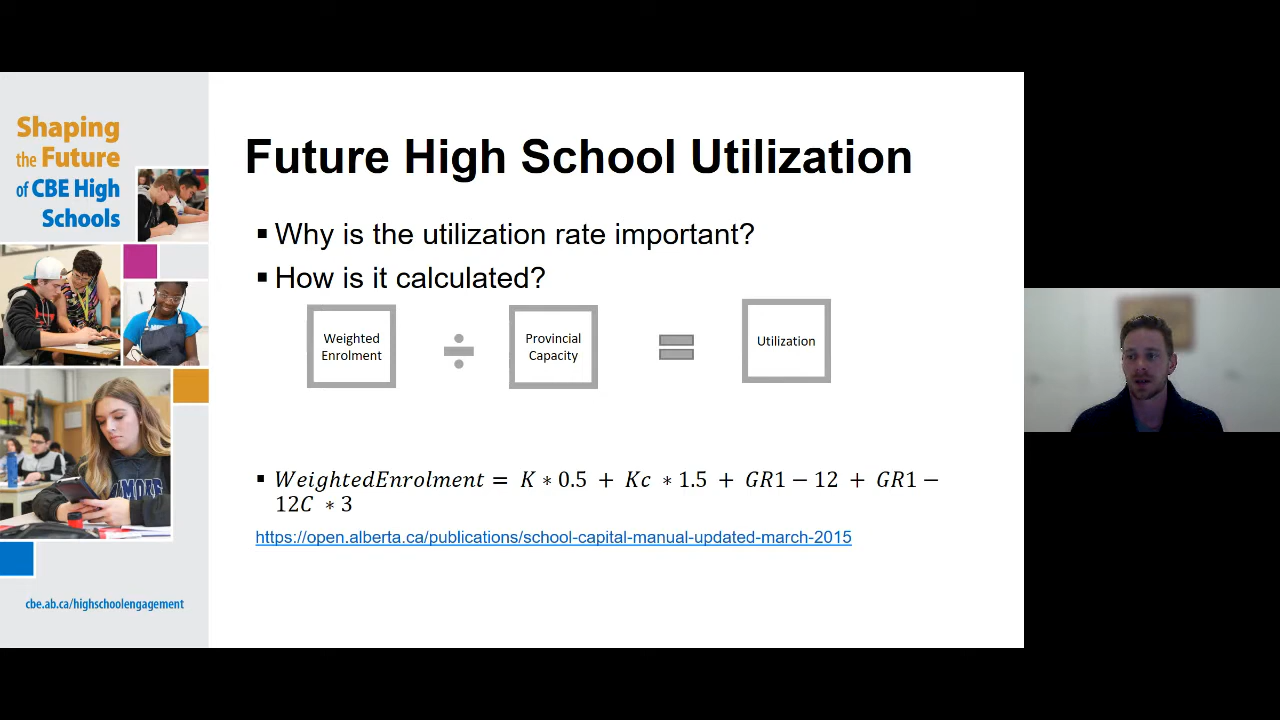 Shaping
the Future
of CBE High
Schools
Future High School Utilization
▪ Why is the utilization rate important?
▪ How is it calculated?
Weighted
Enrolment
÷
Provincial
Capacity
=
Utilization
▪ WeightedEnrolment = K ∗ 0.5 + Kc ∗ 1.5 + GR1 − 12 + GR1 −
12C ∗ 3
https://open.alberta.ca/publications/school-capital-manual-updated-march-2015
cbe.ab.ca/highschoolengagement